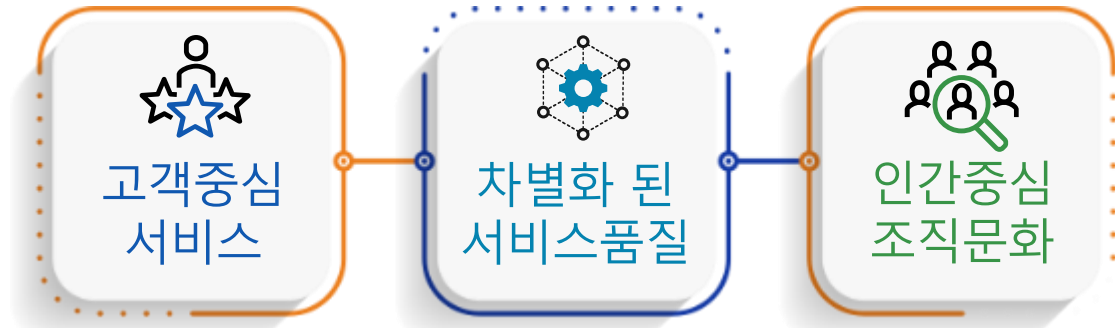 고객중심
서비스
차별화 된
서비스품질
인간중심
조직문화